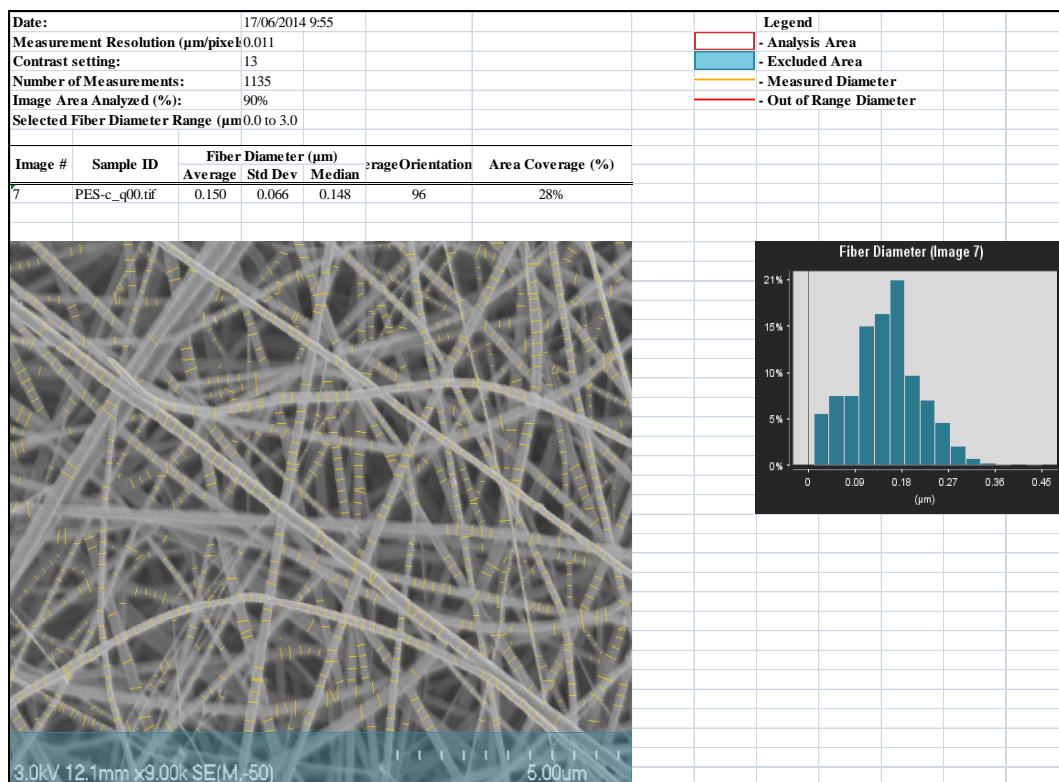 Date: 17/06/2014 9:55
Measurement Resolution (µm/pixel 0.011
Contrast setting: 13
Number of Measurements: 1135
Image Area Analyzed (%): 90%
Selected Fiber Diameter Range (µm 0.0 to 3.0
Legend
- Analysis Area
- Excluded Area
- Measured Diameter
- Out of Range Diameter
Image # Sample ID Fiber Diameter (µm) erageOrientation Area Coverage (%)
Average Std Dev Median
7 PES-c_q00.tif 0.150 0.066 0.148 96 28%
3.0kV 12.1mm x9.00k SE(M,-50) 5.00um
Fiber Diameter (Image 7)
21%
15%
10%
5%
0%
0 0.09 0.18 0.27 0.36 0.45
(µm)